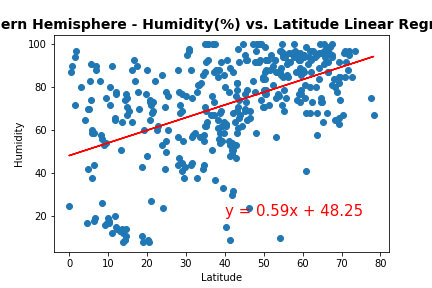 ern Hemisphere - Humidity(%) vs. Latitude Linear Regr
100
80
60
40
20
Humidity
y = 0.59x + 48.25
0 10 20 30 40 50 60 70 80
Latitude